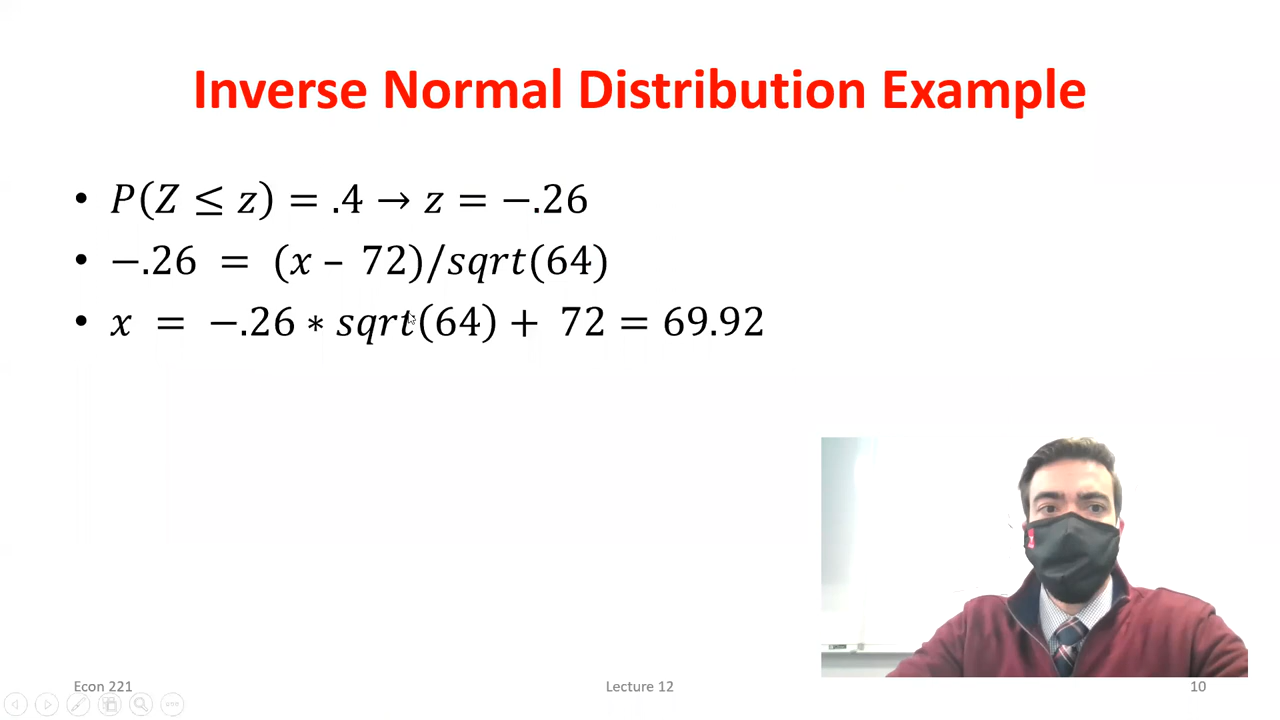 Inverse Normal Distribution Example
• P(Z ≤ z) = .4 → z = −.26
• −.26 = (x – 72)/sqrt(64)
• x = −.26 ∗ sqrt(64) + 72 = 69.92
Econ 221 Lecture 12 10